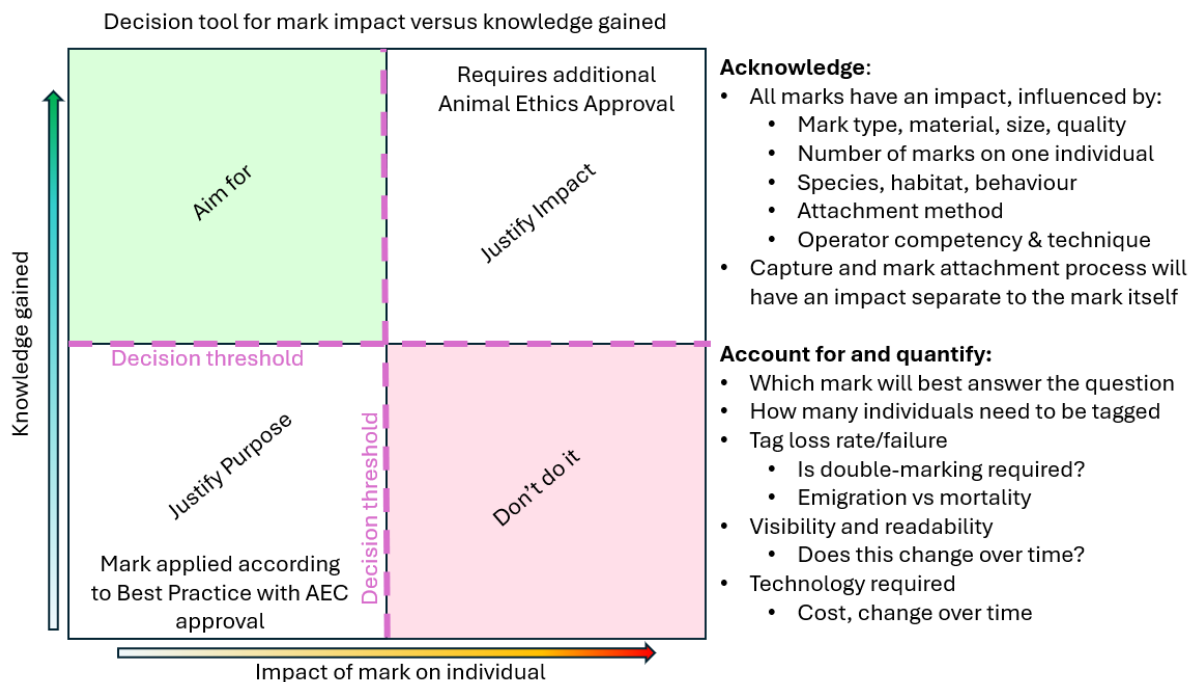 Decision tool for mark impact versus knowledge gained
Knowledge gained
Aim for
Requires additional
Animal Ethics Approval
Justify Impact
Decision threshold
Justify Purpose
Mark applied according
to Best Practice with AEC
approval
Decision threshold
Don't do it
Impact of mark on individual
Acknowledge:
• All marks have an impact, influenced by:
• Mark type, material, size, quality
• Number of marks on one individual
• Species, habitat, behaviour
• Attachment method
• Operator competency & technique
• Capture and mark attachment process will
have an impact separate to the mark itself
Account for and quantify:
• Which mark will best answer the question
• How many individuals need to be tagged
• Tag loss rate/failure
• Is double-marking required?
• Emigration vs mortality
• Visibility and readability
• Does this change over time?
• Technology required
• Cost, change over time